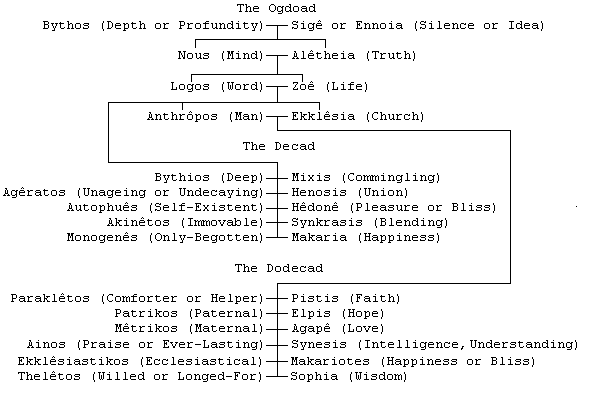 The Ogdoad
Bythos (Depth or Profundity) Sigê or Ennoia (Silence or Idea)
Nous (Mind) Alêtheia (Truth)
Logos (Word) Zoê (Life)
Anthrôpos (Man) Ekklêsia (Church)
The Decad
Bythios (Deep) Mixis (Commingling)
Agêratos (Unageing or Undecaying) Henosis (Union)
Autophuês (Self-Existent) Hêdonê (Pleasure or Bliss)
Akinêtos (Immovable) Synkrasis (Blending)
Monogenês (Only-Begotten) Makaria (Happiness)
The Dodecad
Paraklêtos (Comforter or Helper) Pistis (Faith)
Patrikos (Paternal) Elpis (Hope)
Mêtrikos (Maternal) Agapê (Love)
Ainos (Praise or Ever-Lasting) Synesis (Intelligence, Understanding)
Ekklêsiastikos (Ecclesiastical) Makariotes (Happiness or Bliss)
Thelêtos (Willed or Longed-For) Sophia (Wisdom)